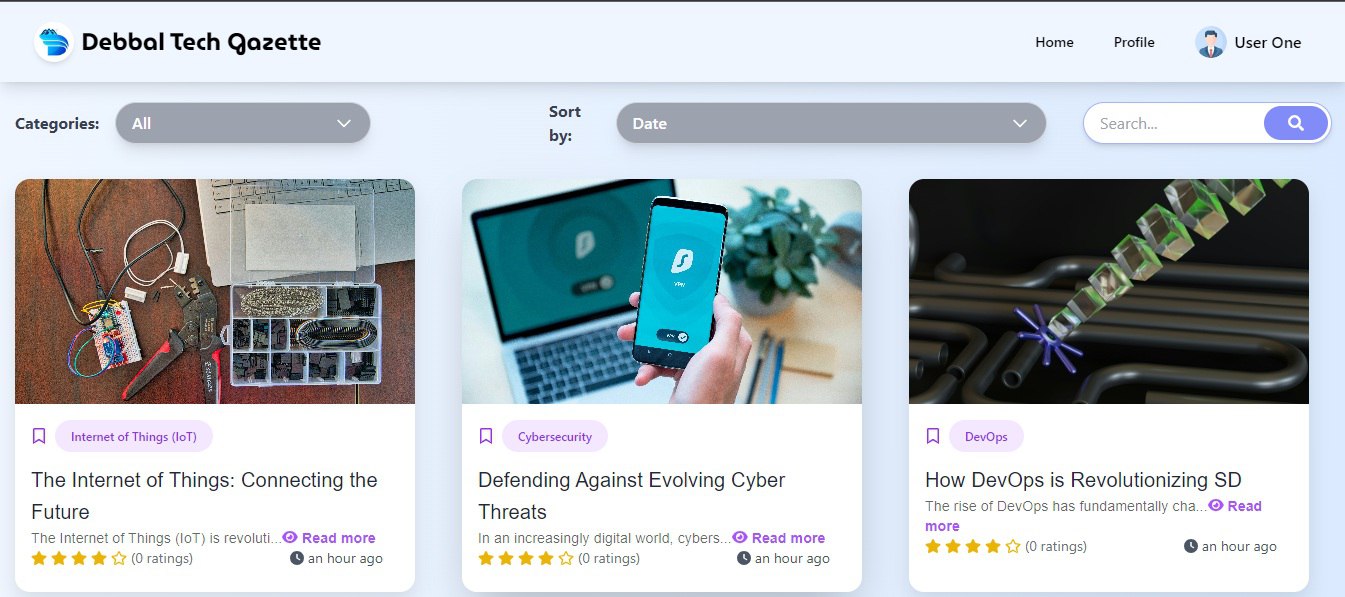 Debbal Tech Gazette
Home
Profile
User One
Categories:
All
Sort
by:
Date
Search...
VPN
Internet of Things (IoT)
The Internet of Things: Connecting the
Future
The Internet of Things (IoT) is revoluti... Read more
(0 ratings)
an hour ago
Cybersecurity
Defending Against Evolving Cyber
Threats
In an increasingly digital world, cybers... Read more
(0 ratings)
an hour ago
DevOps
How DevOps is Revolutionizing SD
The rise of DevOps has fundamentally cha... Read
more
(0 ratings)
an hour ago